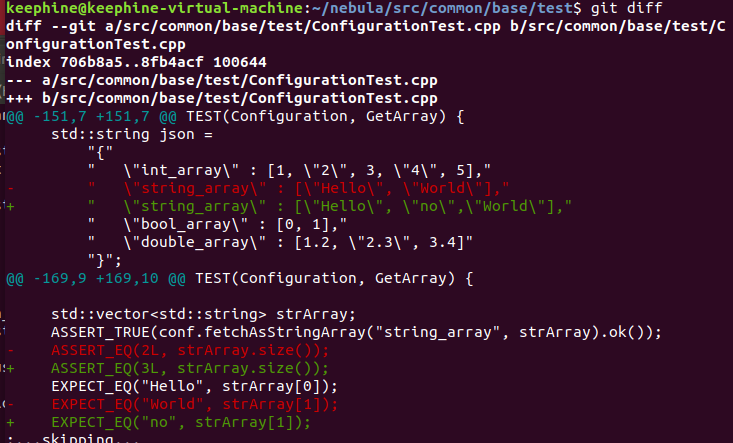 keephine@keephine-virtual-machine:~/nebula/src/common/base/test$ git diff
diff --git a/src/common/base/test/ConfigurationTest.cpp b/src/common/base/test/C
onfigurationTest.cpp
index 706b8a5..8fb4acf 100644
--- a/src/common/base/test/ConfigurationTest.cpp
+++ b/src/common/base/test/ConfigurationTest.cpp
@@ -151,7 +151,7 @@ TEST(Configuration, GetArray) {
     std::string json =
         "{"
         "   \"int_array\" : [1, \"2\", 3, \"4\", 5],"
-        "   \"string_array\" : [\"Hello\", \"World\"],"
+        "   \"string_array\" : [\"Hello\", \"no\",\"World\"],"
         "   \"bool_array\" : [0, 1],"
         "   \"double_array\" : [1.2, \"2.3\", 3.4]"
         "}";
@@ -169,9 +169,10 @@ TEST(Configuration, GetArray) {
     std::vector<std::string> strArray;
     ASSERT_TRUE(conf.fetchAsStringArray("string_array", strArray).ok());
-    ASSERT_EQ(2L, strArray.size());
+    ASSERT_EQ(3L, strArray.size());
     EXPECT_EQ("Hello", strArray[0]);
-    EXPECT_EQ("World", strArray[1]);
+    EXPECT_EQ("no", strArray[1]);
:...skipping...